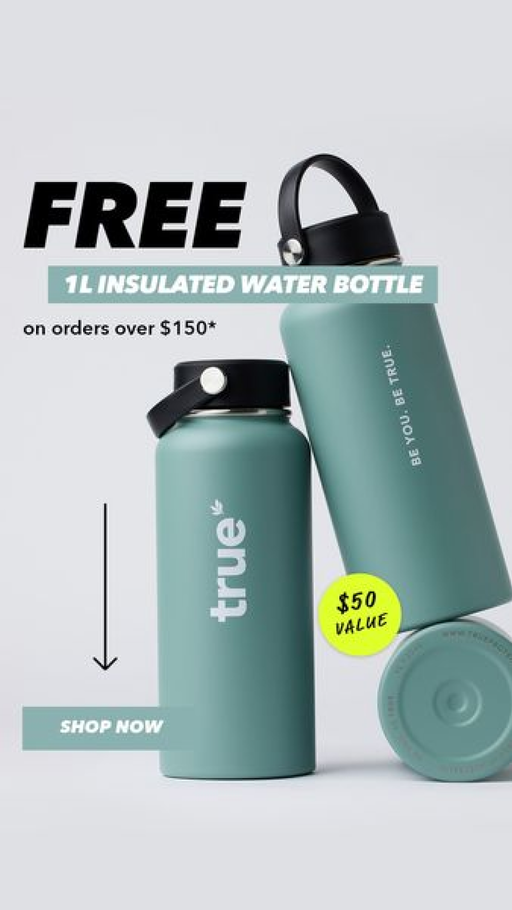 FREE
1L INSULATED WATER BOTTLE
on orders over $150*
BE YOU. BE TRUE.
true
$50
VALUE
SHOP NOW